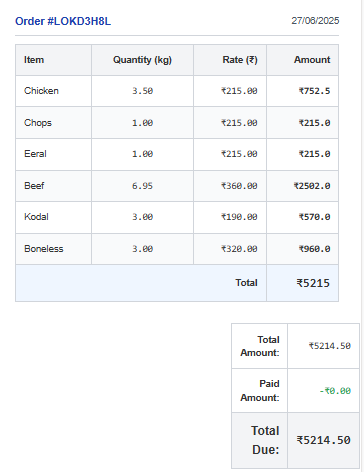 Order #LOKD3H8L 27/06/2025
Item Quantity (kg) Rate (₹) Amount
Chicken 3.50 ₹215.00 ₹752.5
Chops 1.00 ₹215.00 ₹215.0
Eeral 1.00 ₹215.00 ₹215.0
Beef 6.95 ₹360.00 ₹2502.0
Kodal 3.00 ₹190.00 ₹570.0
Boneless 3.00 ₹320.00 ₹960.0
Total ₹5215
Total
Amount: ₹5214.50
Paid
Amount: -₹0.00
Total
Due: ₹5214.50